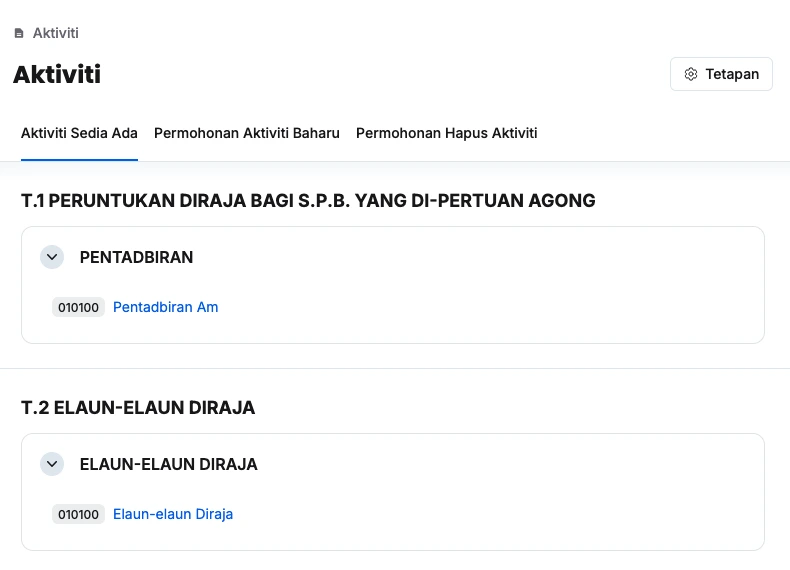 Aktiviti
Aktiviti
Tetapan
Aktiviti Sedia Ada Permohonan Aktiviti Baharu Permohonan Hapus Aktiviti
T.1 PERUNTUKAN DIRAJA BAGI S.P.B. YANG DI-PERTUAN AGONG
PENTADBIRAN
010100 Pentadbiran Am
T.2 ELAUN-ELAUN DIRAJA
ELAUN-ELAUN DIRAJA
010100 Elaun-elaun Diraja